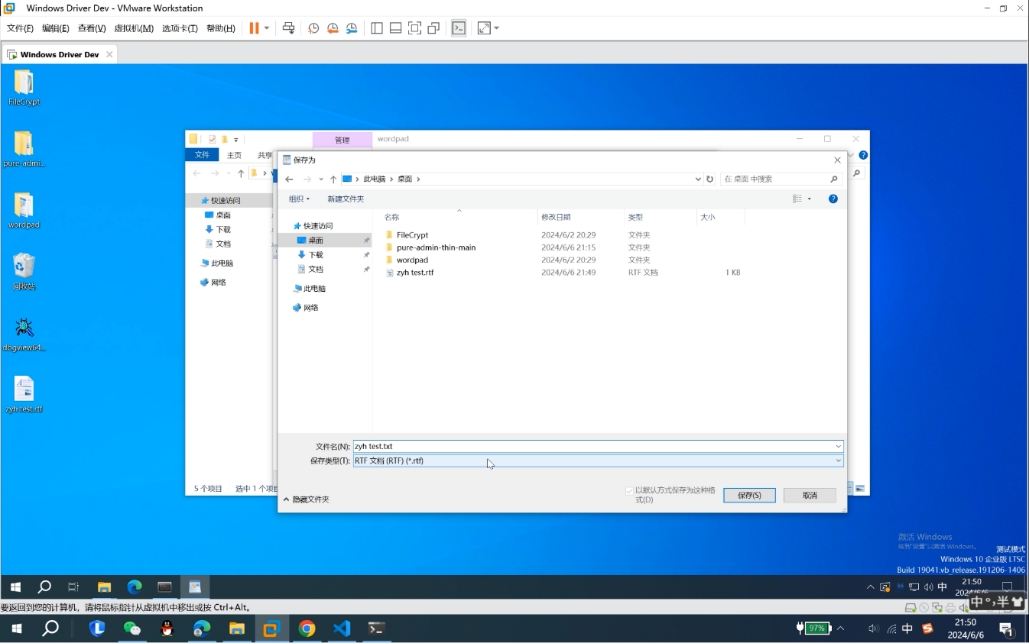 Windows Driver Dev - VMware Workstation
文件(F) 编辑(E) 查看(V) 虚拟机(M) 选项卡(T) 帮助(H)
Windows Driver Dev
FileCrypt
管理 wordpad
文件 主页 共享
保存为
此电脑 > 桌面 >
在 桌面 中搜索
pure-admi...
组织 新建文件夹
快速访问
桌面
下载
文档
此电脑
网络
快速访问
桌面
下载
文档
此电脑
网络
名称 修改日期 类型 大小
FileCrypt 2024/6/2 20:29 文件夹
pure-admin-thin-main 2024/6/6 21:15 文件夹
wordpad 2024/6/2 20:29 文件夹
zyh test.rtf 2024/6/6 21:49 RTF 文档 1 KB
wordpad
回收站
dbgview64...
zyh test.rtf
文件名(N): zyh test.txt
保存类型(T): RTF 文档 (RTF) (*.rtf)
5 个项目 选中 1 个项目
隐藏文件夹
以默认方式保存为这种格
式(D)
保存(S) 取消
激活 Windows
转到"设置"以激活 Windows。
测试模式
Windows 10 企业版 LTSC
Build 19041.vb_release.191206-1406
中 21:50
要返回到您的计算机，请将鼠标指针从虚拟机中移出或按 Ctrl+Alt。
中 半
97% 中 21:50
2024/6/6